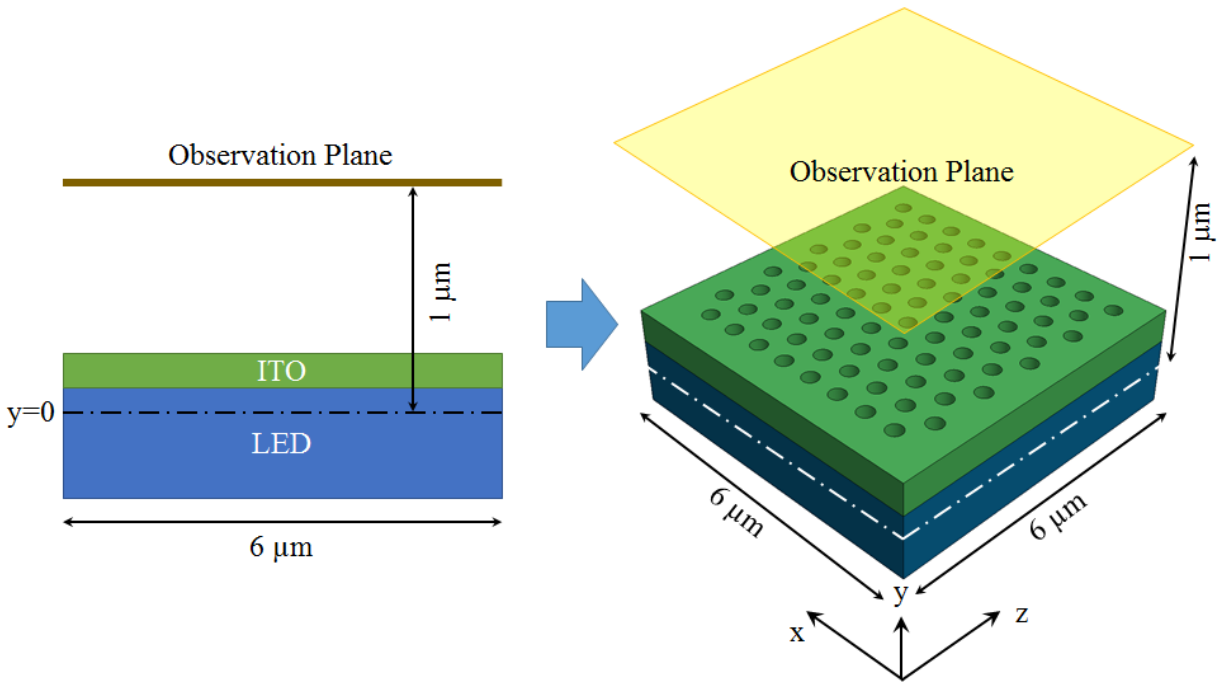 Observation Plane
1 µm
ITO
y=0
LED
6 µm
Observation Plane
1 µm
6 µm
6 µm
y
x
z